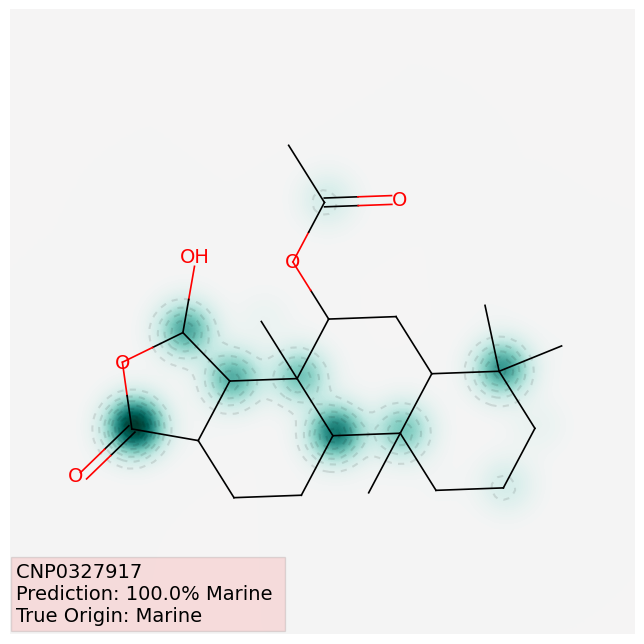 O
OH
O
O
O
CNP0327917
Prediction: 100.0% Marine
True Origin: Marine